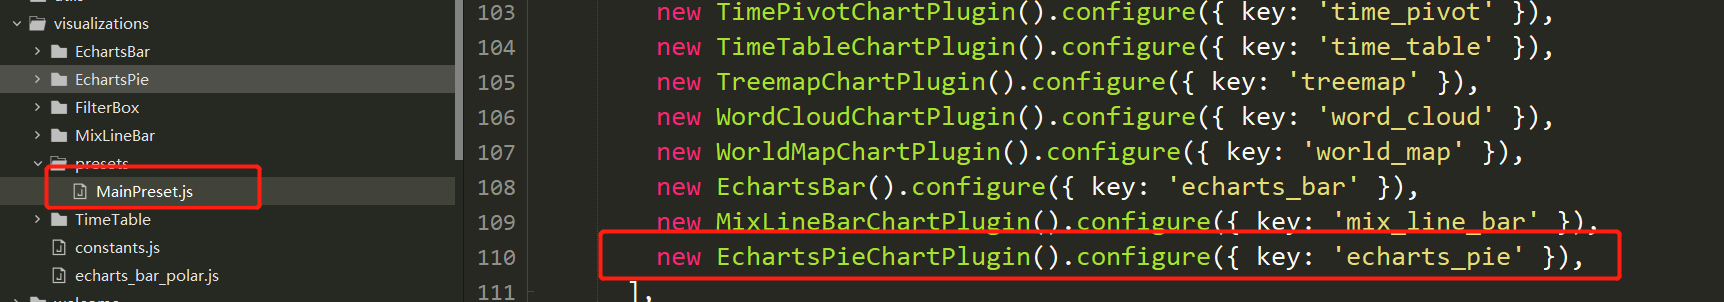 visualizations
EchartsBar
EchartsPie
FilterBox
MixLineBar
presets
MainPreset.js
TimeTable
constants.js
echarts_bar_polar.js
103 new TimePivotChartPlugin().configure({ key: 'time_pivot' }),
104 new TimeTableChartPlugin().configure({ key: 'time_table' }),
105 new TreemapChartPlugin().configure({ key: 'treemap' }),
106 new WordCloudChartPlugin().configure({ key: 'word_cloud' }),
107 new WorldMapChartPlugin().configure({ key: 'world_map' }),
108 new EchartsBar().configure({ key: 'echarts_bar' }),
109 new MixLineBarChartPlugin().configure({ key: 'mix_line_bar' }),
110 new EchartsPieChartPlugin().configure({ key: 'echarts_pie' }),
111 ],